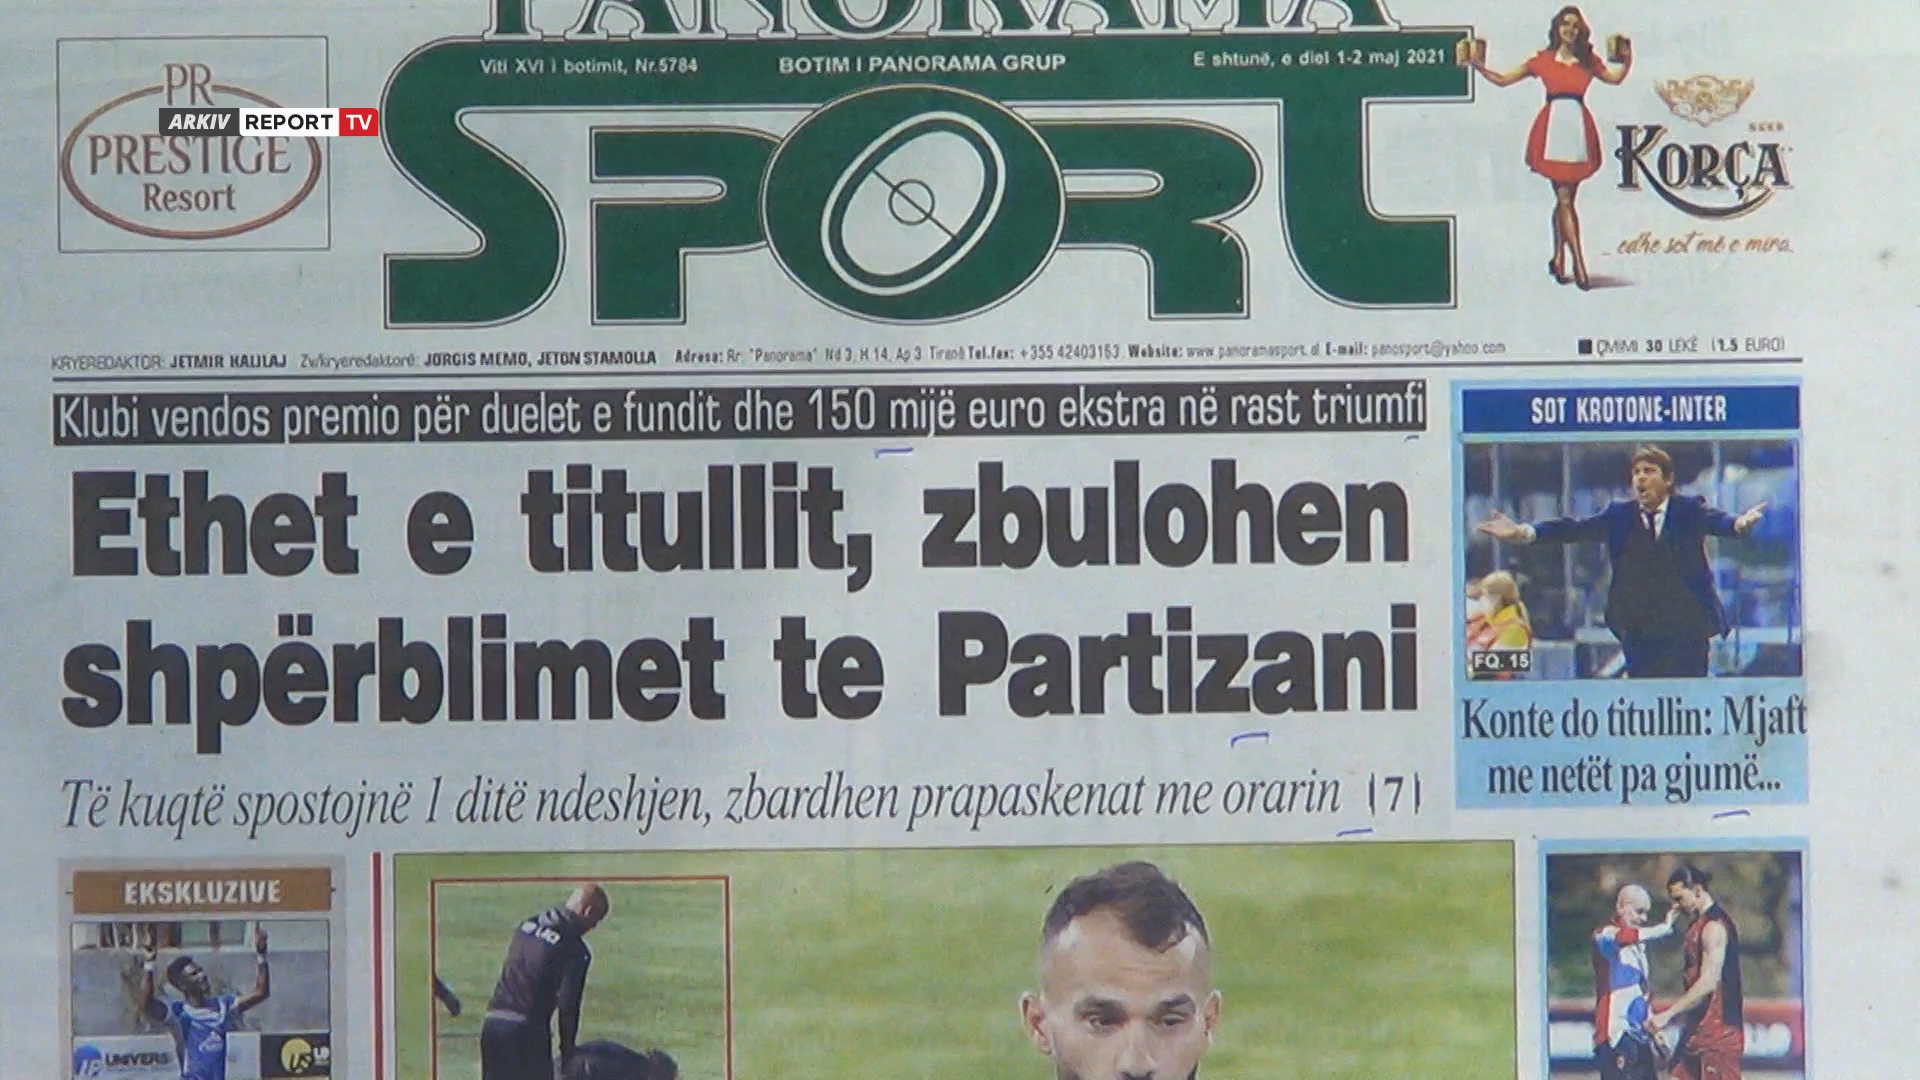 PANORAMA
Viti XVI i botimit, Nr.5784
BOTIM I PANORAMA GRUP
E shtunë, e diel 1-2 maj 2021
SPORT
PR
PRESTIGE
Resort
ARKIV REPORT TV
BEER
KORÇA
... edhe sot më e mira.
KRYEREDAKTOR: JETMIR HALILAJ Zv/kryeredaktorë: JORGIS MEMO, JETON STAMOLLA Adresa: Rr. "Panorama" Nd 3, H.14, Ap 3 Tiranë Tel.fax: +355 42403153 Website: www.panoramasport.al E-mail: panosport@yahoo.com
ÇMIMI 30 LEKË (1.5 EURO)
Klubi vendos premio për duelet e fundit dhe 150 mijë euro ekstra në rast triumfi
Ethet e titullit, zbulohen
shpërblimet te Partizani
Të kuqtë spostojnë 1 ditë ndeshjen, zbardhen prapaskenat me orarin (7)
SOT KROTONE-INTER
FQ. 15
Konte do titullin: Mjaft
me netët pa gjumë...
EKSKLUZIVE
UNIVERS
LAÇI